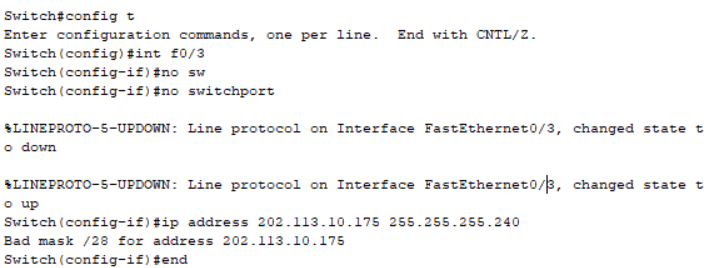 Switch#config t
Enter configuration commands, one per line.  End with CNTL/Z.
Switch(config)#int f0/3
Switch(config-if)#no sw
Switch(config-if)#no switchport
%LINEPROTO-5-UPDOWN: Line protocol on Interface FastEthernet0/3, changed state t
o down
%LINEPROTO-5-UPDOWN: Line protocol on Interface FastEthernet0/3, changed state t
o up
Switch(config-if)#ip address 202.113.10.175 255.255.255.240
Bad mask /28 for address 202.113.10.175
Switch(config-if)#end